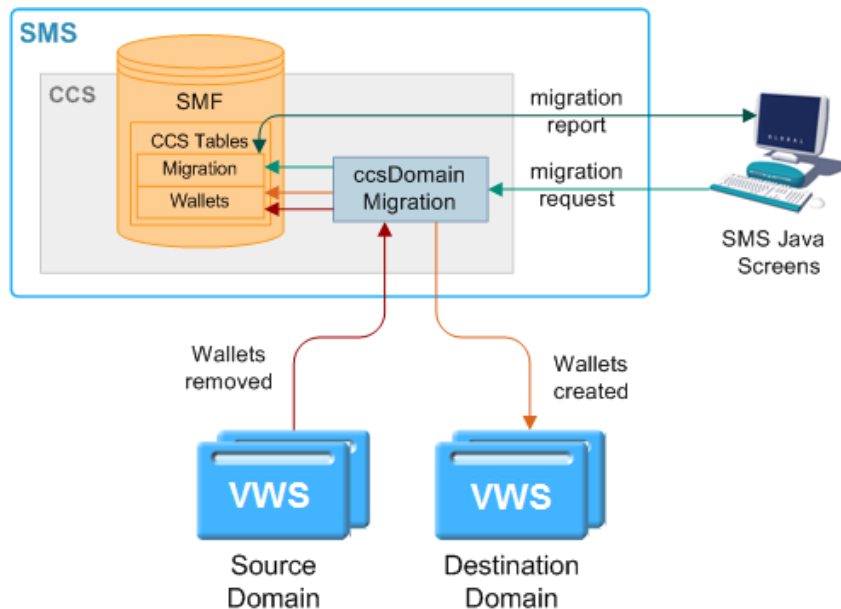 SMS
CCS
SMF
CCS Tables
Migration
Wallets
ccsDomain
Migration
migration
report
migration
request
GLOBAL
SMS Java
Screens
Wallets
removed
Wallets
created
VWS
VWS
Source
Domain
Destination
Domain